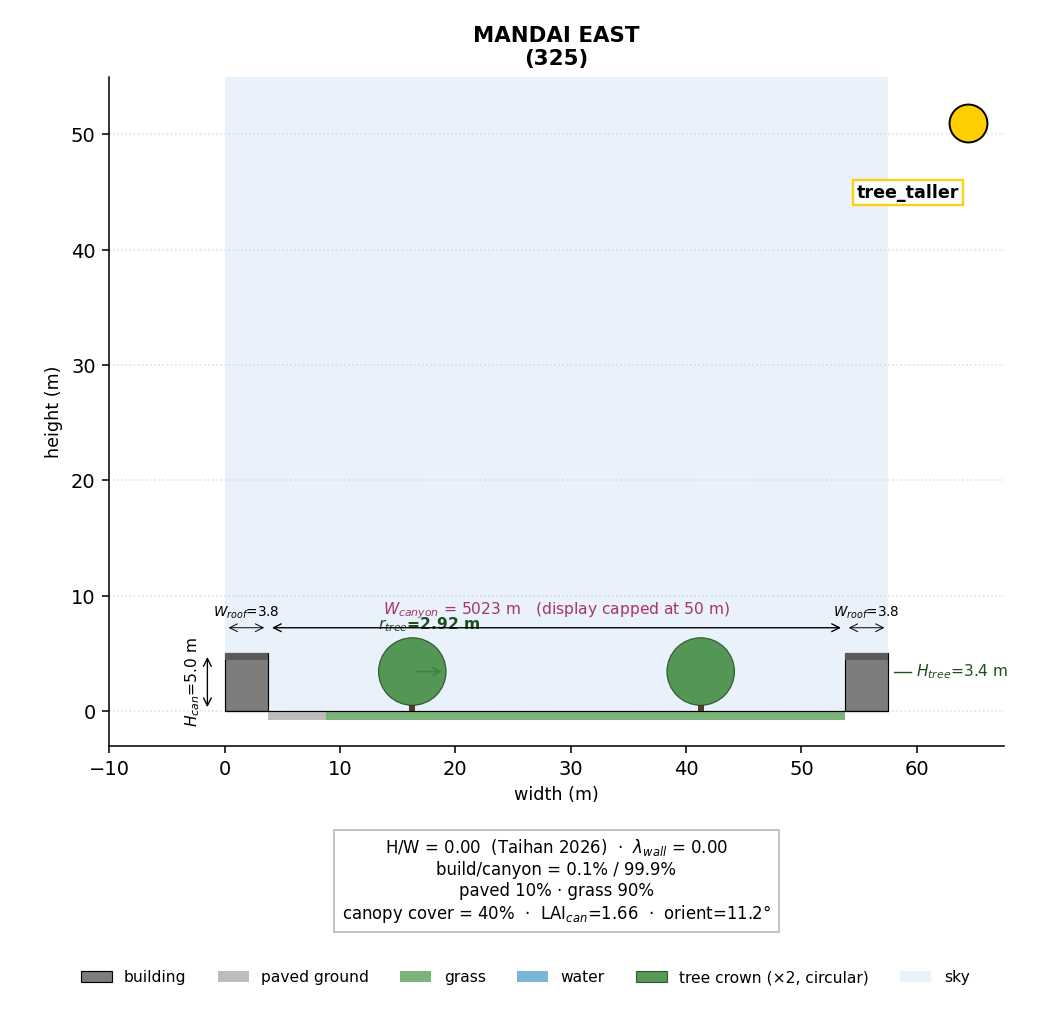 MANDAI EAST
(325)
tree_taller
height (m)
50
40
30
20
10
0
W_roof=3.8
W_canyon = 5023 m   (display capped at 50 m)
W_roof=3.8
r_tree=2.92 m
H_can=5.0 m
H_tree=3.4 m
−10 0 10 20 30 40 50 60
width (m)
H/W = 0.00  (Taihan 2026)  ·  λ_wall = 0.00
build/canyon = 0.1% / 99.9%
paved 10% · grass 90%
canopy cover = 40%  ·  LAI_can=1.66  ·  orient=11.2°
building paved ground grass water tree crown (×2, circular) sky